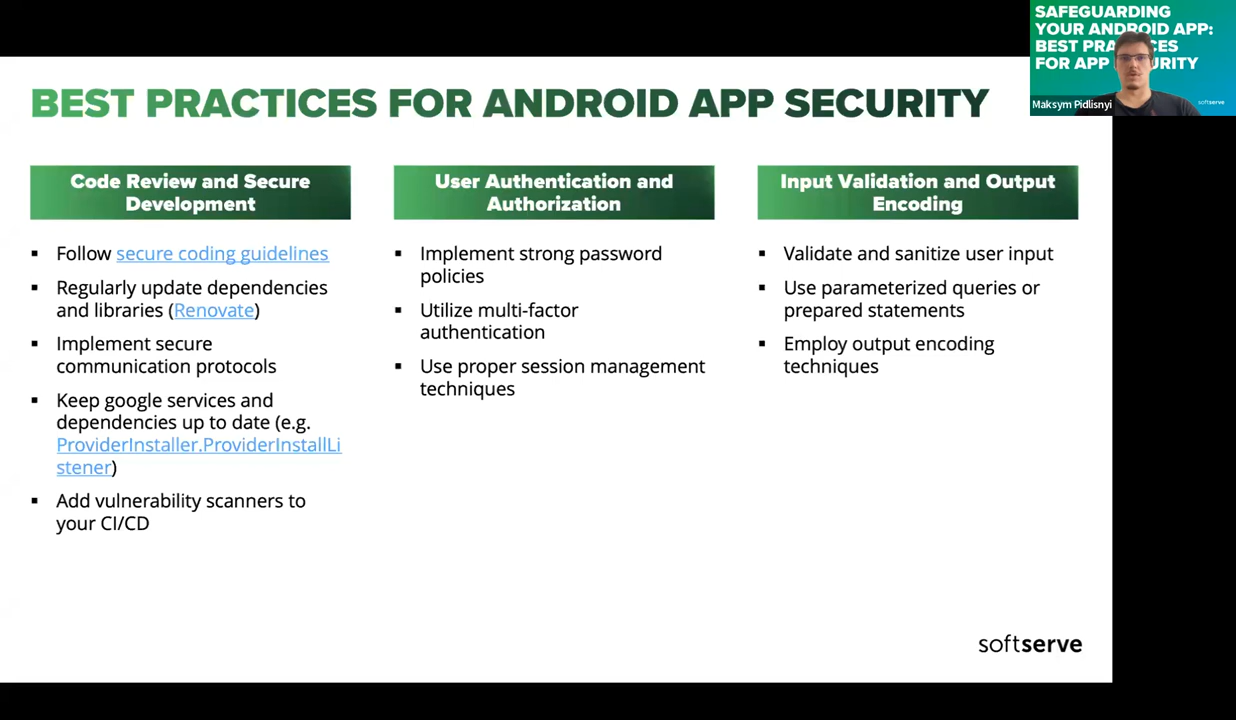 SAFEGUARDING
YOUR ANDROID APP:
BEST PRA CES
FOR APP URITY
Maksym Pidlisnyi
softserve
BEST PRACTICES FOR ANDROID APP SECURITY
Code Review and Secure
Development
▪ Follow secure coding guidelines
▪ Regularly update dependencies
and libraries (Renovate)
▪ Implement secure
communication protocols
▪ Keep google services and
dependencies up to date (e.g.
ProviderInstaller.ProviderInstallLi
stener)
▪ Add vulnerability scanners to
your CI/CD
User Authentication and
Authorization
▪ Implement strong password
policies
▪ Utilize multi-factor
authentication
▪ Use proper session management
techniques
Input Validation and Output
Encoding
▪ Validate and sanitize user input
▪ Use parameterized queries or
prepared statements
▪ Employ output encoding
techniques
softserve